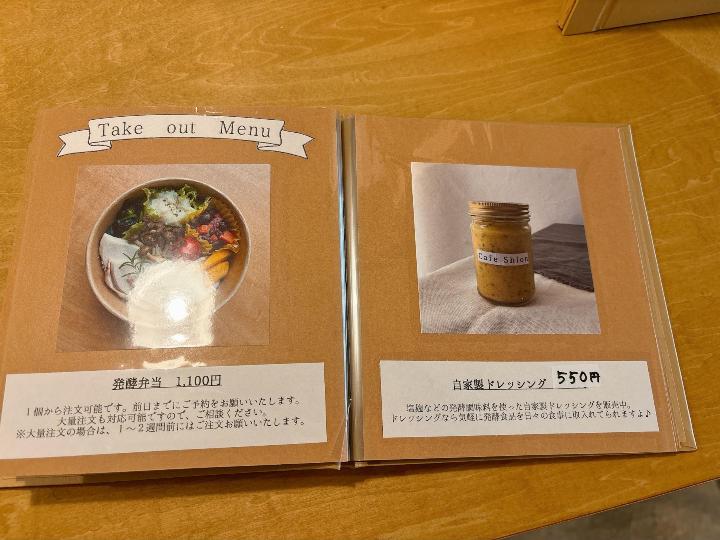 Take out Menu
発酵弁当 1,100円
1個から注文可能です。前日までにご予約をお願いいたします。
大量注文も対応可能ですので、ご相談ください。
※大量注文の場合は、1～2週間前にはご注文お願いいたします。
Cafe Shion
自家製ドレッシング 550円
塩麹などの発酵調味料を使った自家製ドレッシングを販売中。
ドレッシングなら気軽に発酵食品を日々の食事に取入れてられますよ♪